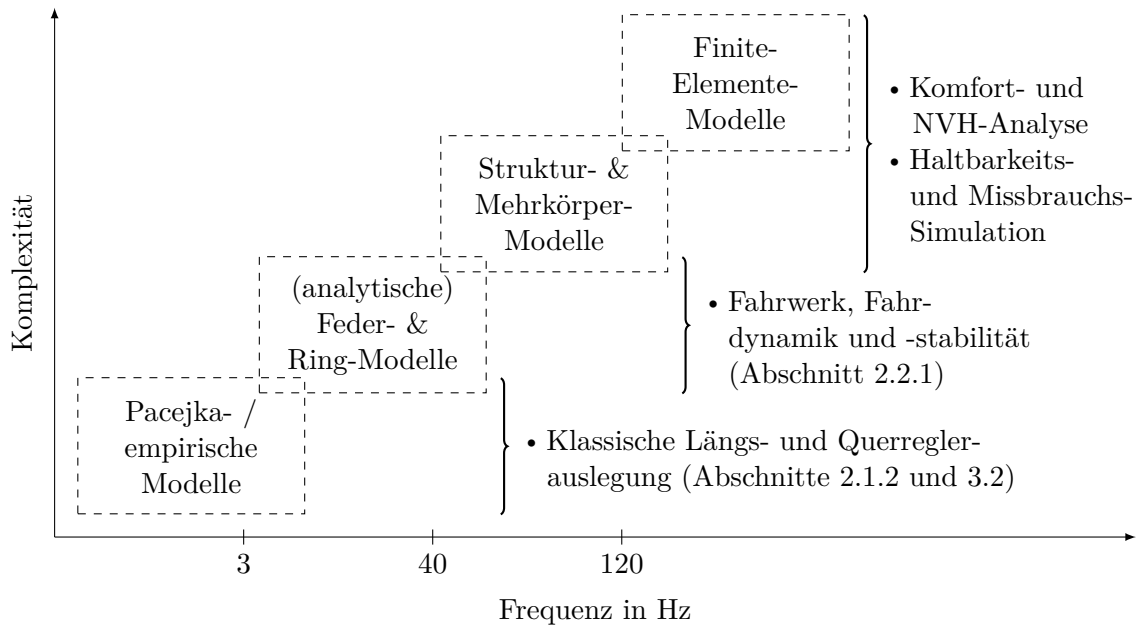 Finite-
Elemente-
Modelle
• Komfort- und
NVH-Analyse
• Haltbarkeits-
und Missbrauchs-
Simulation
Struktur- &
Mehrkörper-
Modelle
Komplexität
(analytische)
Feder- &
Ring-Modelle
• Fahrwerk, Fahr-
dynamik und -stabilität
(Abschnitt 2.2.1)
Pacejka- /
empirische
Modelle
• Klassische Längs- und Querregler-
auslegung (Abschnitte 2.1.2 und 3.2)
3 40 120
Frequenz in Hz